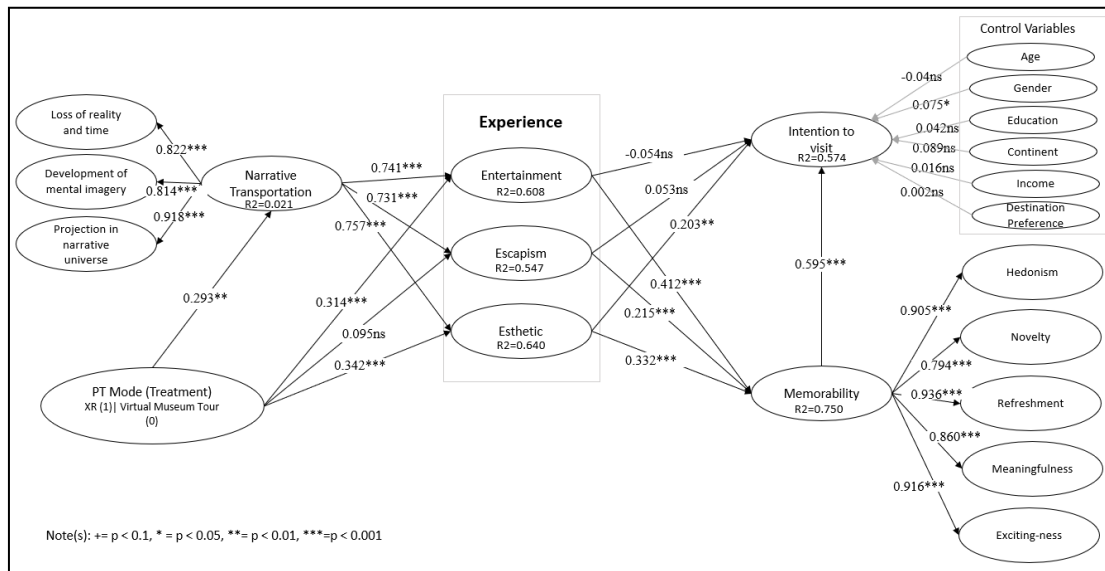 Control Variables
Age
Gender
Education
Continent
Income
Destination
Preference
-0.04ns
0.075*
0.042ns
0.089ns
0.016ns
0.002ns
Loss of reality
and time
Development of
mental imagery
Projection in
narrative
universe
0.822***
0.814***
0.918***
Narrative
Transportation
R2=0.021
0.293**
PT Mode (Treatment)
XR (1)| Virtual Museum Tour
(0)
0.741***
0.731***
0.757***
0.314***
0.095ns
0.342***
Experience
Entertainment
R2=0.608
Escapism
R2=0.547
Esthetic
R2=0.640
-0.054ns
0.053ns
0.203**
0.412***
0.215***
0.332***
Intention to
visit
R2=0.574
0.595***
Memorability
R2=0.750
0.905***
0.794***
0.936***
0.860***
0.916***
Hedonism
Novelty
Refreshment
Meaningfulness
Exciting-ness
Note(s): += p < 0.1, * = p < 0.05, **= p < 0.01, ***=p < 0.001